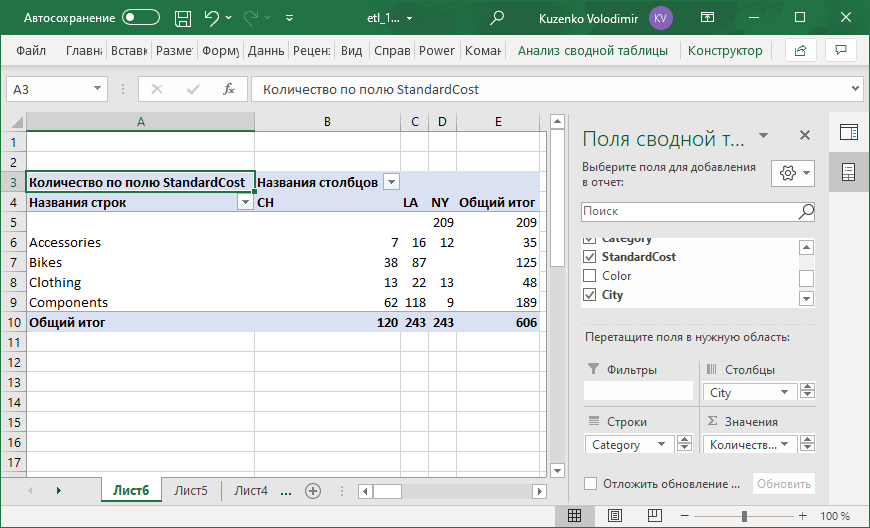 Автосохранение etl_1... Kuzenko Volodimir KV
Файл Главна Вставк Размет Форму Даннь Рецен: Вид Справ Power Коман Анализ сводной таблицы Конструктор
A3 fx Количество по полю StandardCost
A B C D E
1
2
3 Количество по полю StandardCost Названия столбцов
4 Названия строк CH LA NY Общий итог
5 209 209
6 Accessories 7 16 12 35
7 Bikes 38 87 125
8 Clothing 13 22 13 48
9 Components 62 118 9 189
10 Общий итог 120 243 243 606
11
12
13
14
15
16
17
Поля сводной т...
Выберите поля для добавления
в отчет:
Поиск
Category
StandardCost
Color
City
Перетащите поля в нужную область:
Фильтры
Столбцы
City
Строки
Category
Σ Значения
Количеств...
Отложить обновление ... Обновить
Лист6 Лист5 Лист4 ...
100 %